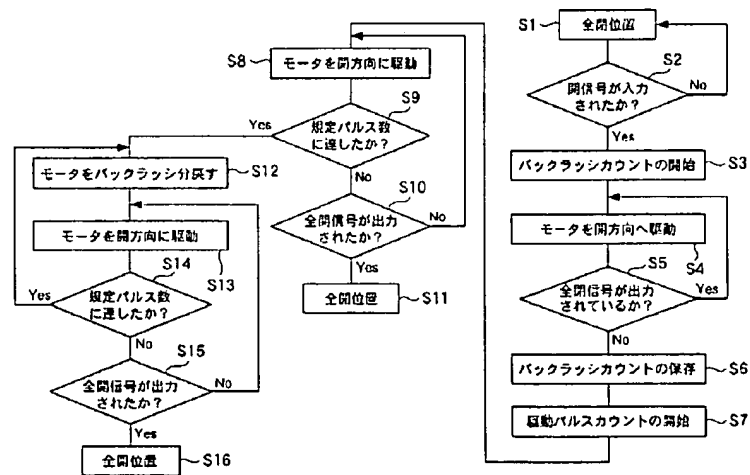 S1
全閉位置
S2
開信号が入力
されたか?
No
Yes
バックラッシカウントの開始
S3
モータを開方向へ駆動
S4
S5
全閉信号が出力
されているか?
Yes
No
バックラッシカウントの保存
S6
駆動パルスカウントの開始
S7
S8
モータを開方向に駆動
S9
規定パルス数
に達したか?
Yes
No
S10
全開信号が出力
されたか?
No
Yes
全開位置
S11
モータをバックラッシ分戻す
S12
モータを開方向に駆動
S13
S14
規定パルス数
に達したか?
Yes
No
S15
全開信号が出力
されたか?
No
Yes
全開位置
S16